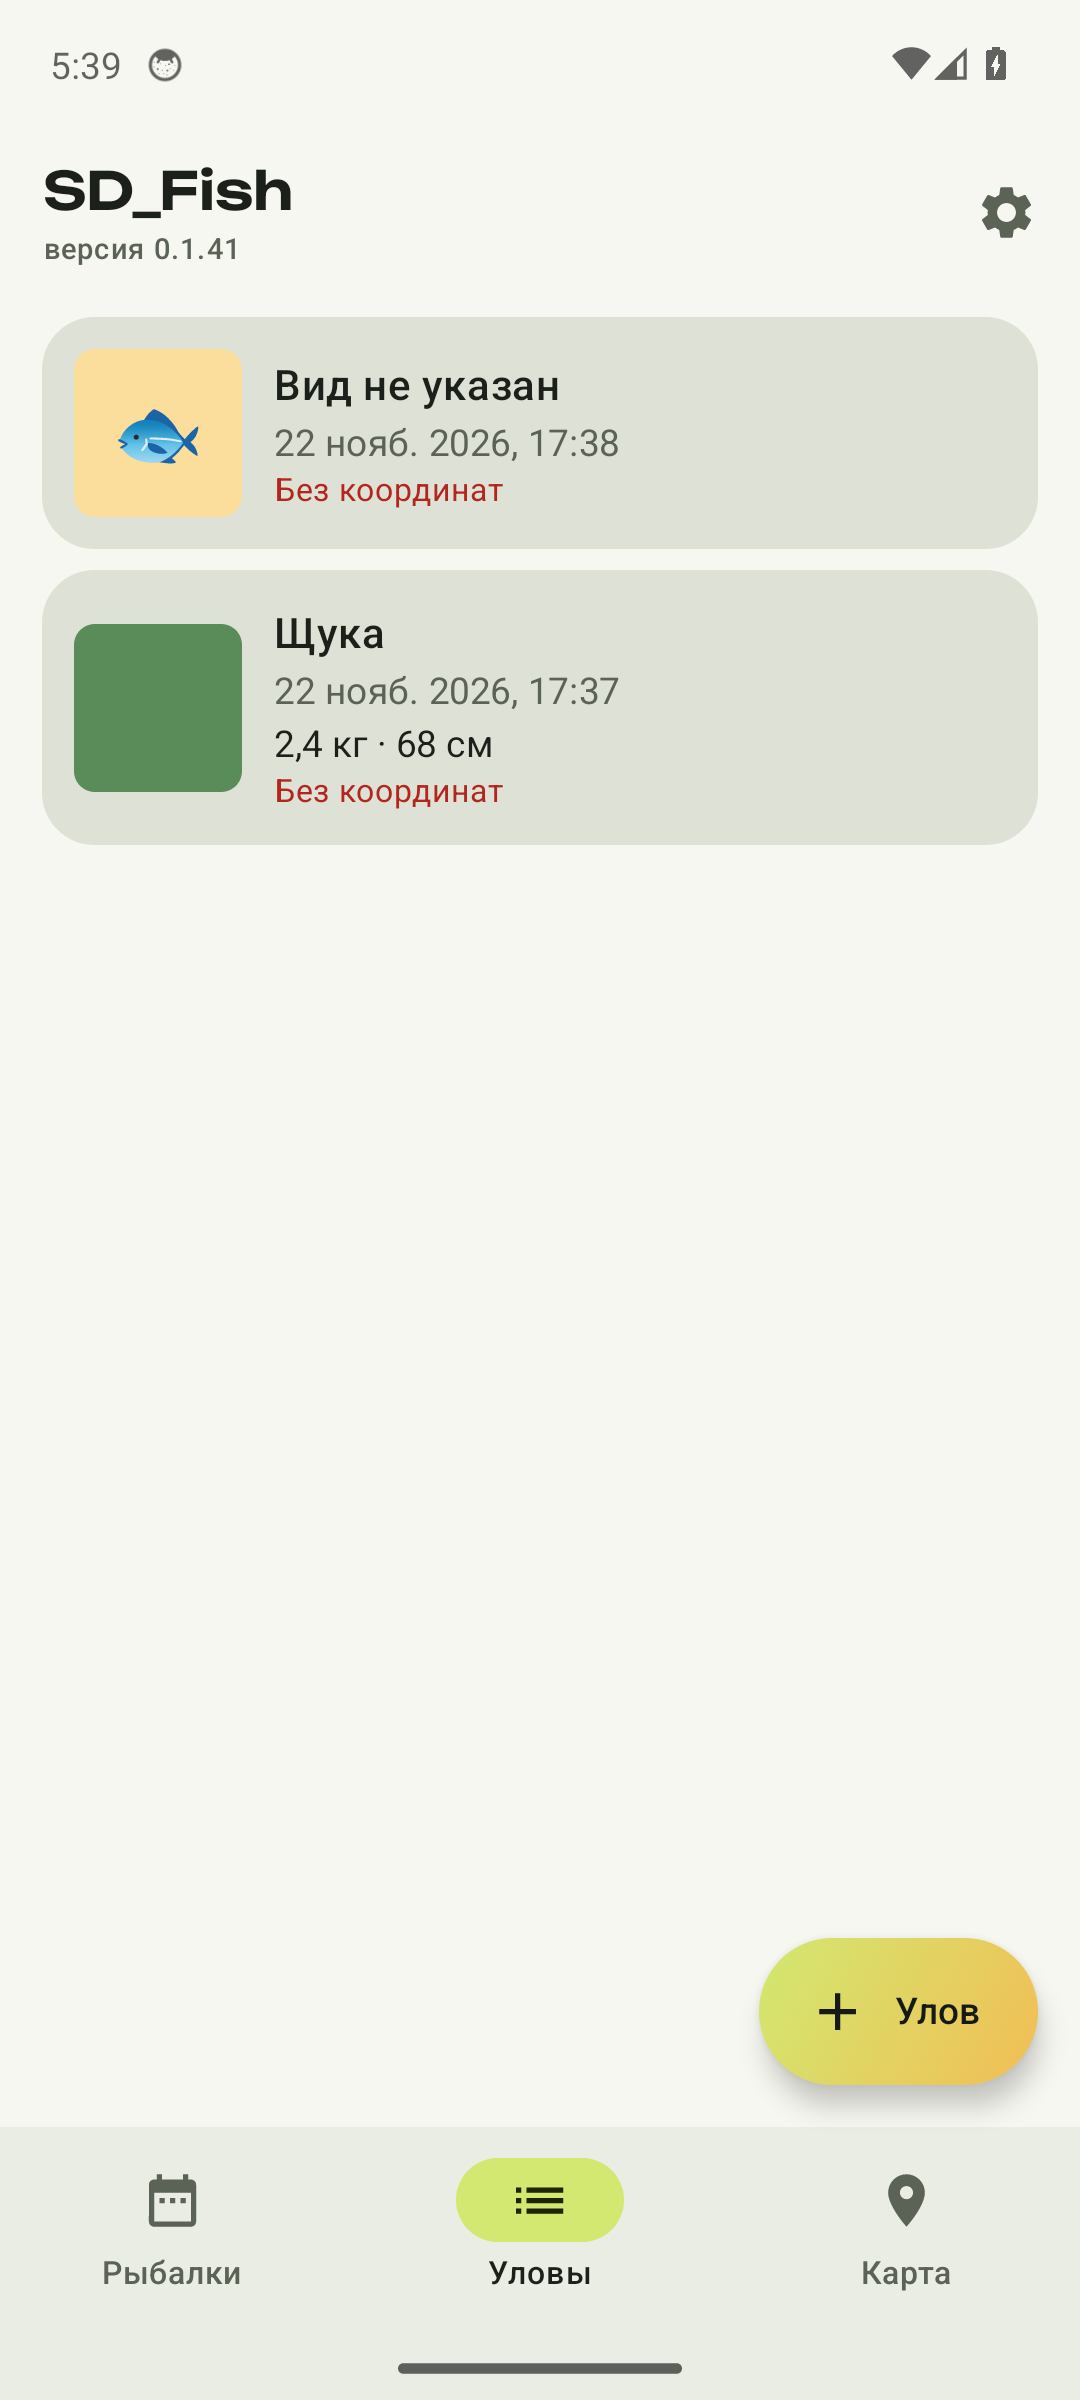 5:39
SD_Fish
версия 0.1.41
Вид не указан
22 нояб. 2026, 17:38
Без координат
Щука
22 нояб. 2026, 17:37
2,4 кг · 68 см
Без координат
+ Улов
Рыбалки
Уловы
Карта